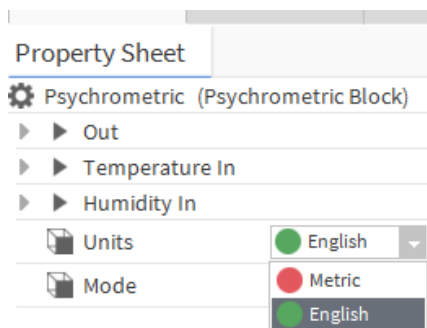 Property Sheet
Psychrometric (Psychrometric Block)
Out
Temperature In
Humidity In
Units English
Mode Metric
English